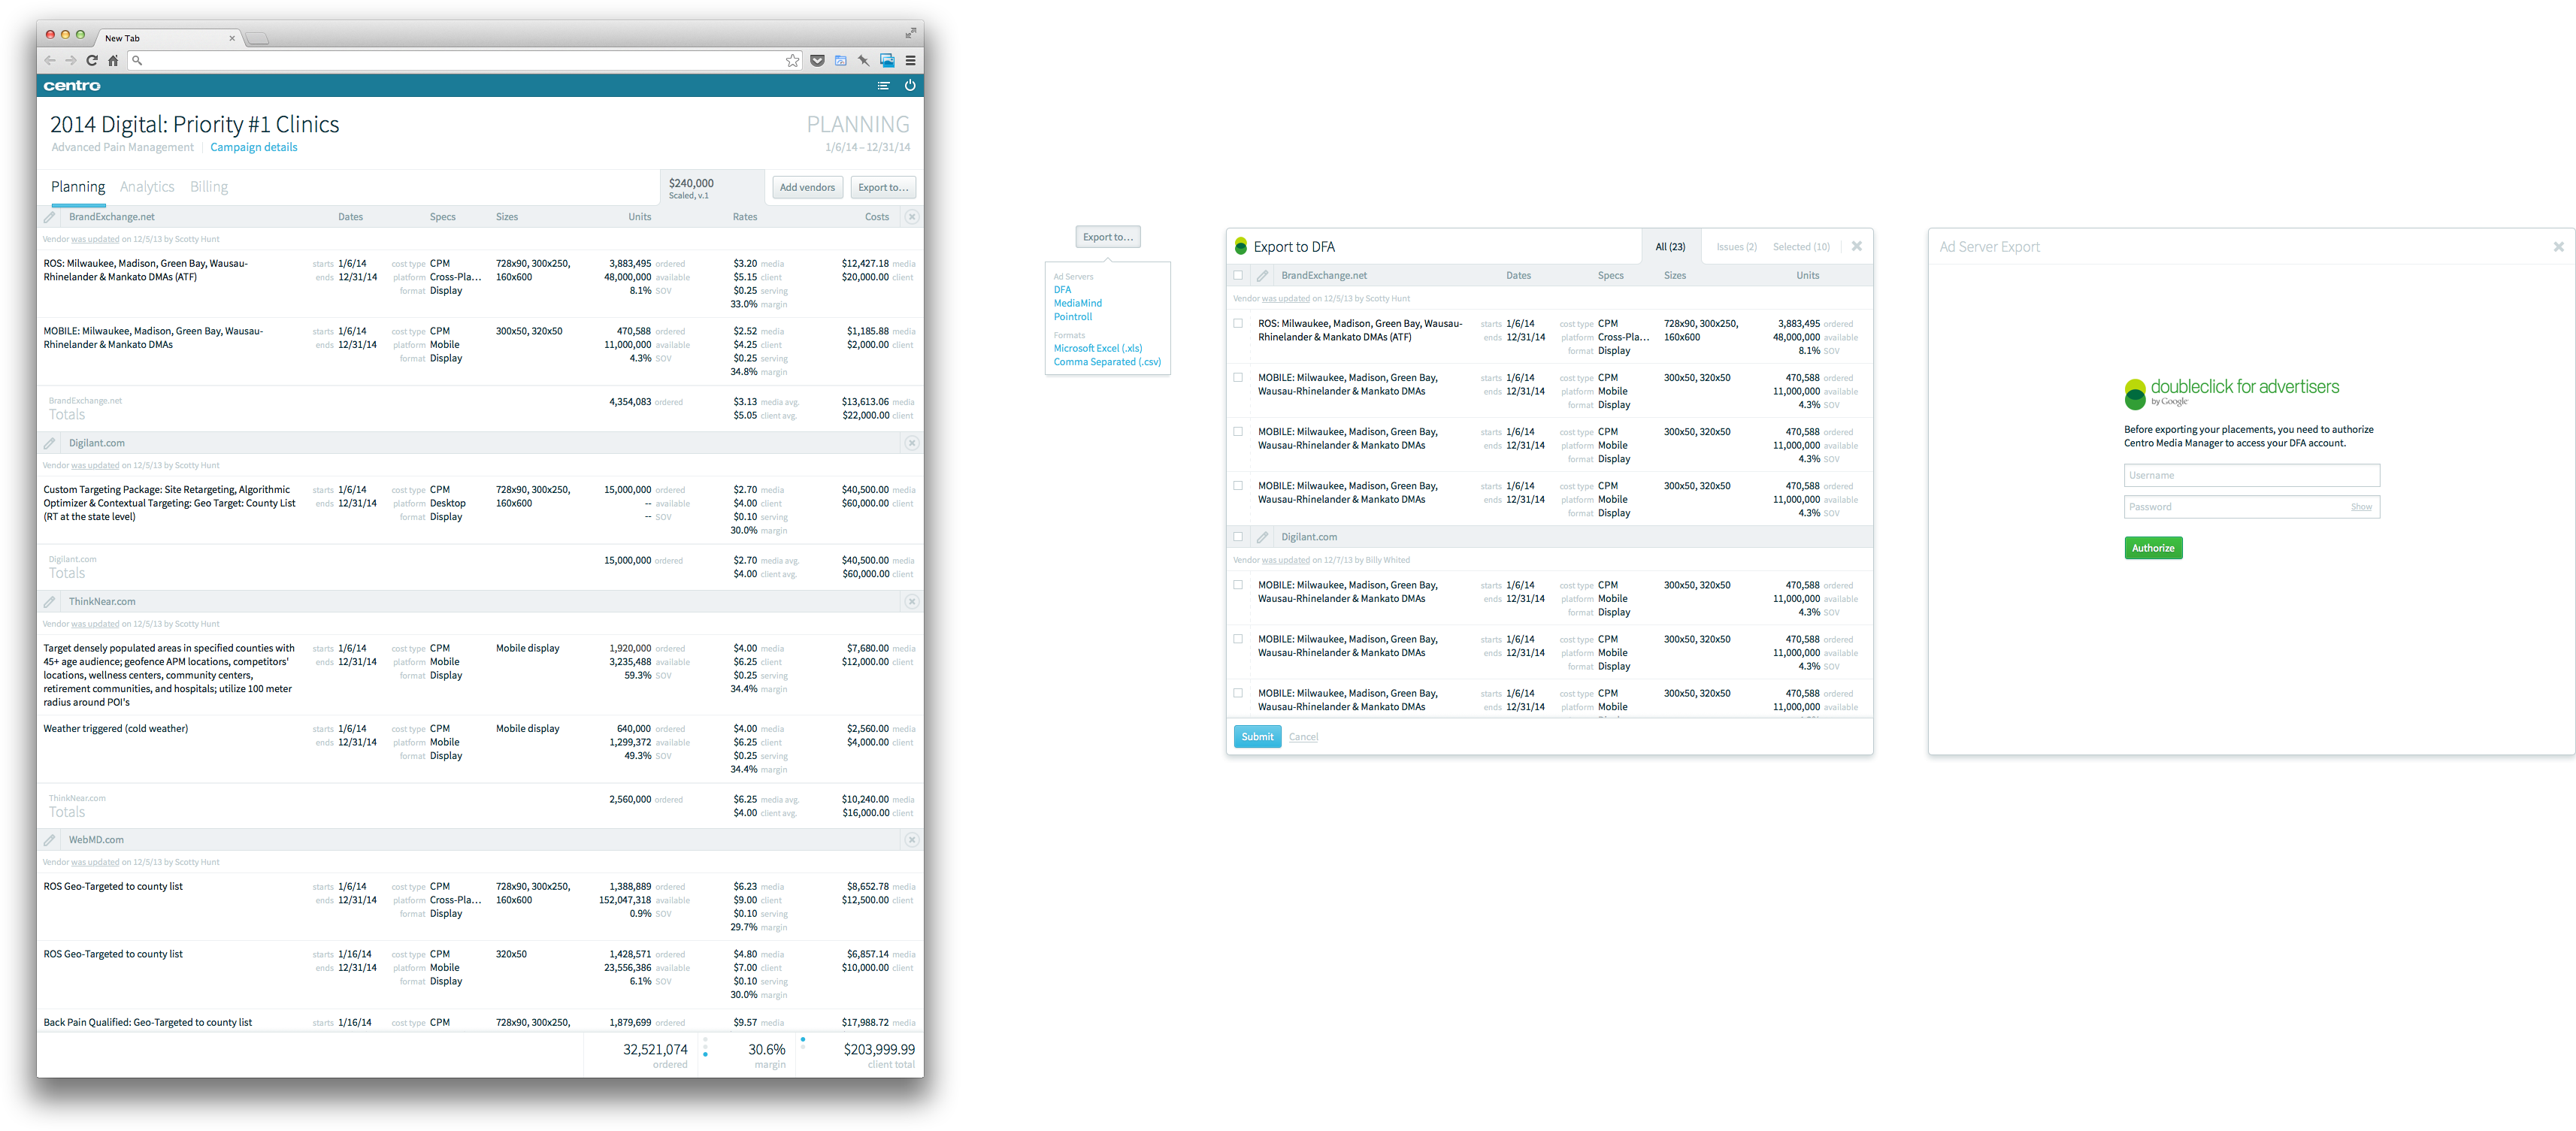 New Tab
centro
2014 Digital: Priority #1 Clinics
PLANNING
Advanced Pain Management Campaign details
1/6/14 – 12/31/14
Planning Analytics Billing
$240,000
Scaled, v.1
Add vendors Export to...
BrandExchange.net Dates Specs Sizes Units Rates Costs
Vendor was updated on 12/5/13 by Scotty Hunt
ROS: Milwaukee, Madison, Green Bay, Wausau- starts 1/6/14 cost type CPM 728x90, 300x250, 3,883,495 ordered $3.20 media $12,427.18 media
Rhinelander & Mankato DMAs (ATF) ends 12/31/14 platform Cross-Pla... 160x600 48,000,000 available $5.15 client $20,000.00 client
format Display 8.1% SOV $0.25 serving
33.0% margin
MOBILE: Milwaukee, Madison, Green Bay, Wausau- starts 1/6/14 cost type CPM 300x50, 320x50 470,588 ordered $2.52 media $1,185.88 media
Rhinelander & Mankato DMAs ends 12/31/14 platform Mobile 11,000,000 available $4.25 client $2,000.00 client
format Display 4.3% SOV $0.25 serving
34.8% margin
BrandExchange.net 4,354,083 ordered $3.13 media avg. $13,613.06 media
Totals $5.05 client avg. $22,000.00 client
Digilant.com
Vendor was updated on 12/5/13 by Scotty Hunt
Custom Targeting Package: Site Retargeting, Algorithmic starts 1/6/14 cost type CPM 728x90, 300x250, 15,000,000 ordered $2.70 media $40,500.00 media
Optimizer & Contextual Targeting: Geo Target: County List ends 12/31/14 platform Desktop 160x600 -- available $4.00 client $60,000.00 client
(RT at the state level) format Display -- SOV $0.10 serving
30.0% margin
Digilant.com 15,000,000 ordered $2.70 media avg. $40,500.00 media
Totals $4.00 client avg. $60,000.00 client
ThinkNear.com
Vendor was updated on 12/5/13 by Scotty Hunt
Target densely populated areas in specified counties with starts 1/6/14 cost type CPM Mobile display 1,920,000 ordered $4.00 media $7,680.00 media
45+ age audience; geofence APM locations, competitors' ends 12/31/14 platform Mobile 3,235,488 available $6.25 client $12,000.00 client
locations, wellness centers, community centers, format Display 59.3% SOV $0.25 serving
retirement communities, and hospitals; utilize 100 meter 34.4% margin
radius around POI's
Weather triggered (cold weather) starts 1/6/14 cost type CPM Mobile display 640,000 ordered $4.00 media $2,560.00 media
ends 12/31/14 platform Mobile 1,299,372 available $6.25 client $4,000.00 client
format Display 49.3% SOV $0.25 serving
34.4% margin
ThinkNear.com 2,560,000 ordered $6.25 media avg. $10,240.00 media
Totals $4.00 client avg. $16,000.00 client
WebMD.com
Vendor was updated on 12/5/13 by Scotty Hunt
ROS Geo-Targeted to county list starts 1/6/14 cost type CPM 728x90, 300x250, 1,388,889 ordered $6.23 media $8,652.78 media
ends 12/31/14 platform Cross-Pla... 160x600 152,047,318 available $9.00 client $12,500.00 client
format Display 0.9% SOV $0.10 serving
29.7% margin
ROS Geo-Targeted to county list starts 1/16/14 cost type CPM 320x50 1,428,571 ordered $4.80 media $6,857.14 media
ends 12/31/14 platform Mobile 23,556,386 available $7.00 client $10,000.00 client
format Display 6.1% SOV $0.10 serving
30.0% margin
Back Pain Qualified: Geo-Targeted to county list starts 1/16/14 cost type CPM 728x90, 300x250, 1,879,699 ordered $9.57 media $17,988.72 media
32,521,074 30.6% $203,999.99
ordered margin client total
Export to...
Ad Servers
DFA
MediaMind
Pointroll
Formats
Microsoft Excel (.xls)
Comma Separated (.csv)
Export to DFA All (23) Issues (2) Selected (10)
BrandExchange.net Dates Specs Sizes Units
Vendor was updated on 12/5/13 by Scotty Hunt
ROS: Milwaukee, Madison, Green Bay, Wausau- starts 1/6/14 cost type CPM 728x90, 300x250, 3,883,495 ordered
Rhinelander & Mankato DMAs (ATF) ends 12/31/14 platform Cross-Pla... 160x600 48,000,000 available
format Display 8.1% SOV
MOBILE: Milwaukee, Madison, Green Bay, starts 1/6/14 cost type CPM 300x50, 320x50 470,588 ordered
Wausau-Rhinelander & Mankato DMAs ends 12/31/14 platform Mobile 11,000,000 available
format Display 4.3% SOV
MOBILE: Milwaukee, Madison, Green Bay, starts 1/6/14 cost type CPM 300x50, 320x50 470,588 ordered
Wausau-Rhinelander & Mankato DMAs ends 12/31/14 platform Mobile 11,000,000 available
format Display 4.3% SOV
MOBILE: Milwaukee, Madison, Green Bay, starts 1/6/14 cost type CPM 300x50, 320x50 470,588 ordered
Wausau-Rhinelander & Mankato DMAs ends 12/31/14 platform Mobile 11,000,000 available
format Display 4.3% SOV
Digilant.com
Vendor was updated on 12/7/13 by Billy Whited
MOBILE: Milwaukee, Madison, Green Bay, starts 1/6/14 cost type CPM 300x50, 320x50 470,588 ordered
Wausau-Rhinelander & Mankato DMAs ends 12/31/14 platform Mobile 11,000,000 available
format Display 4.3% SOV
MOBILE: Milwaukee, Madison, Green Bay, starts 1/6/14 cost type CPM 300x50, 320x50 470,588 ordered
Wausau-Rhinelander & Mankato DMAs ends 12/31/14 platform Mobile 11,000,000 available
format Display 4.3% SOV
MOBILE: Milwaukee, Madison, Green Bay, starts 1/6/14 cost type CPM 300x50, 320x50 470,588 ordered
Wausau-Rhinelander & Mankato DMAs ends 12/31/14 platform Mobile 11,000,000 available
Submit Cancel
Ad Server Export
doubleclick for advertisers
by Google
Before exporting your placements, you need to authorize
Centro Media Manager to access your DFA account.
Username
Password Show
Authorize